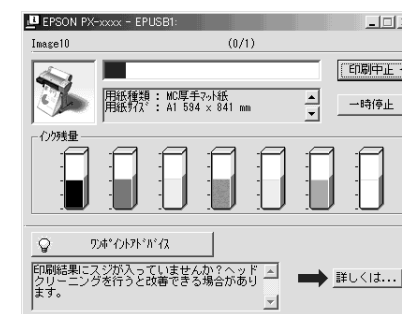 EPSON PX-xxxx - EPUSB1:
Image10 (0/1)
印刷中止
用紙種類 : MC厚手マット紙
用紙サイズ : A1 594 x 841 mm
一時停止
インク残量
ワンポイントアドバイス
印刷結果にスジが入っていませんか？ヘッド
クリーニングを行うと改善できる場合があり
ます。
詳しくは...